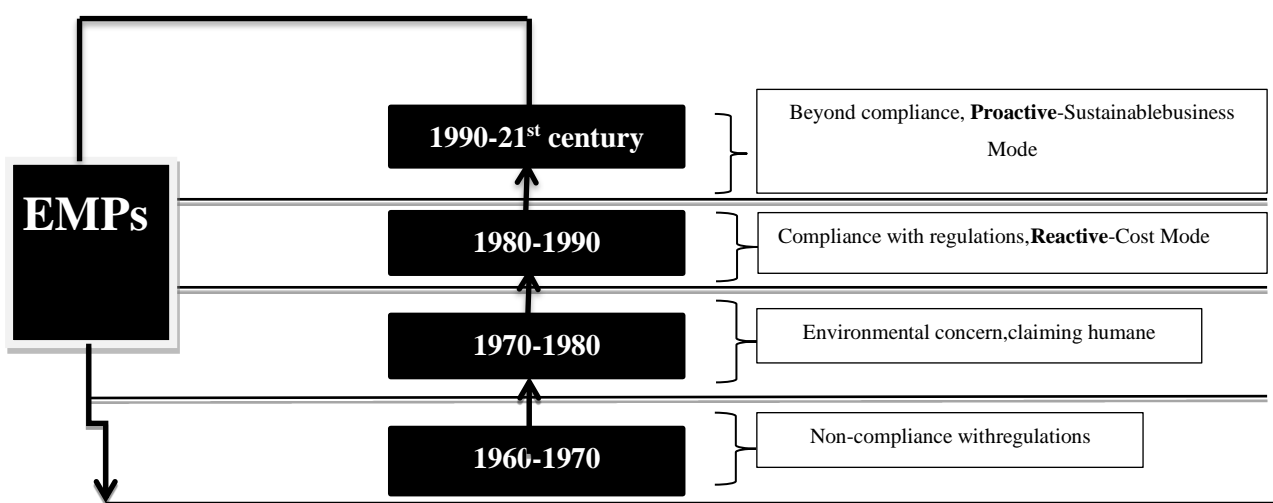 Beyond compliance, Proactive-Sustainablebusiness
Mode
1990-21st century
EMPs
1980-1990
Compliance with regulations,Reactive-Cost Mode
1970-1980
Environmental concern,claiming humane
1960-1970
Non-compliance withregulations